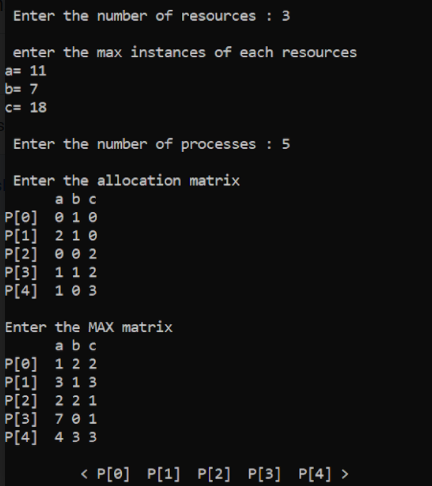 Enter the number of resources : 3
enter the max instances of each resources
a= 11
b= 7
c= 18
Enter the number of processes : 5
Enter the allocation matrix
a b c
P[0] 0 1 0
P[1] 2 1 0
P[2] 0 0 2
P[3] 1 1 2
P[4] 1 0 3
Enter the MAX matrix
a b c
P[0] 1 2 2
P[1] 3 1 3
P[2] 2 2 1
P[3] 7 0 1
P[4] 4 3 3
< P[0] P[1] P[2] P[3] P[4] >